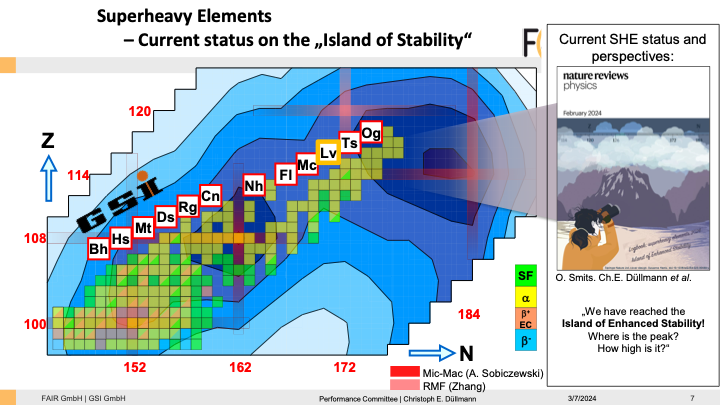 Superheavy Elements
– Current status on the „Island of Stability“
F
Current SHE status and
perspectives:
nature reviews
physics
February 2024
Z
120
114
108
100
GSI
Bh
Hs
Mt
Ds
Rg
Cn
Nh
Fl
Mc
Lv
Ts
Og
SF
α
β⁺
EC
β⁻
184
152
162
172
N
Mic-Mac (A. Sobiczewski)
RMF (Zhang)
O. Smits. Ch.E. Düllmann et al.
„We have reached the
Island of Enhanced Stability!
Where is the peak?
How high is it?“
FAIR GmbH | GSI GmbH
Performance Committee | Christoph E. Düllmann
3/7/2024
7